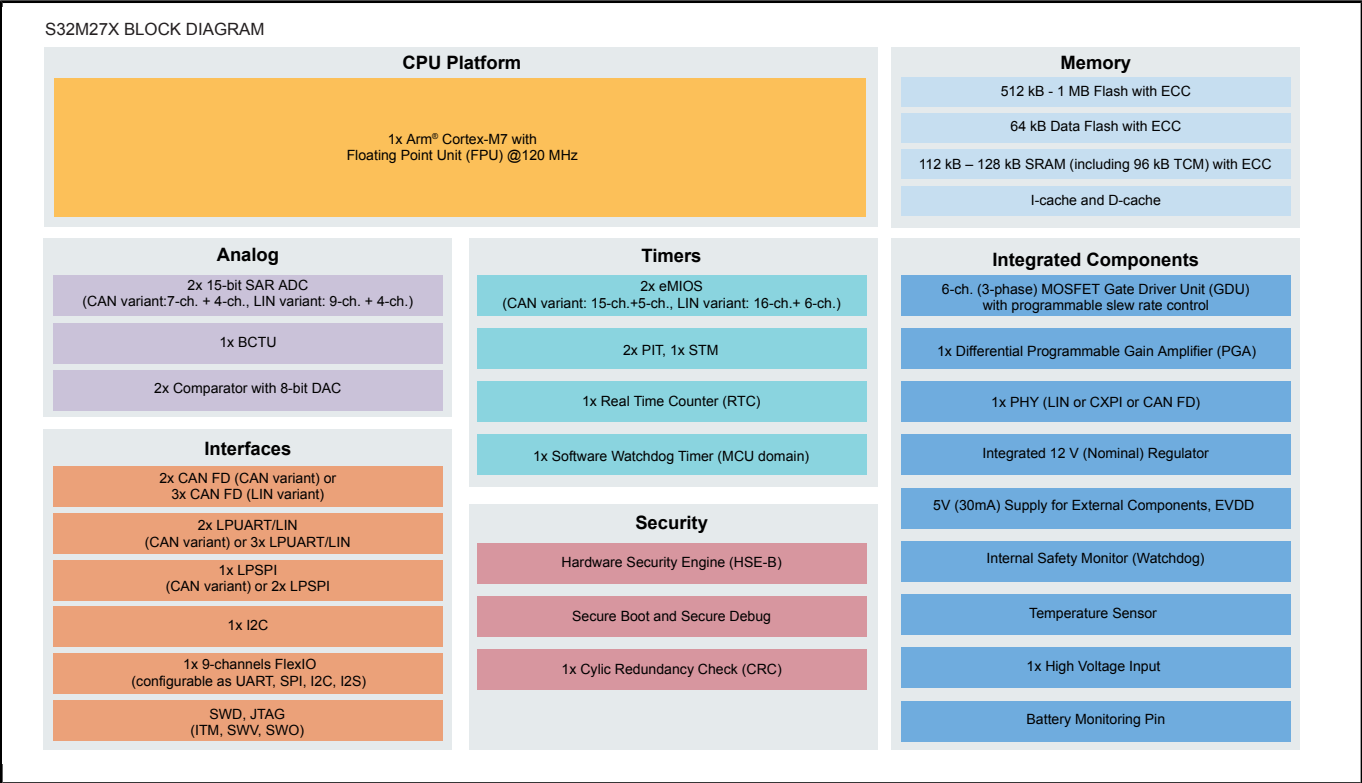 S32M27X BLOCK DIAGRAM
CPU Platform
1x Arm® Cortex-M7 with
Floating Point Unit (FPU) @120 MHz
Memory
512 kB - 1 MB Flash with ECC
64 kB Data Flash with ECC
112 kB – 128 kB SRAM (including 96 kB TCM) with ECC
I-cache and D-cache
Analog
2x 15-bit SAR ADC
(CAN variant:7-ch. + 4-ch., LIN variant: 9-ch. + 4-ch.)
1x BCTU
2x Comparator with 8-bit DAC
Interfaces
2x CAN FD (CAN variant) or
3x CAN FD (LIN variant)
2x LPUART/LIN
(CAN variant) or 3x LPUART/LIN
1x LPSPI
(CAN variant) or 2x LPSPI
1x I2C
1x 9-channels FlexIO
(configurable as UART, SPI, I2C, I2S)
SWD, JTAG
(ITM, SWV, SWO)
Timers
2x eMIOS
(CAN variant: 15-ch.+5-ch., LIN variant: 16-ch.+ 6-ch.)
2x PIT, 1x STM
1x Real Time Counter (RTC)
1x Software Watchdog Timer (MCU domain)
Security
Hardware Security Engine (HSE-B)
Secure Boot and Secure Debug
1x Cylic Redundancy Check (CRC)
Integrated Components
6-ch. (3-phase) MOSFET Gate Driver Unit (GDU)
with programmable slew rate control
1x Differential Programmable Gain Amplifier (PGA)
1x PHY (LIN or CXPI or CAN FD)
Integrated 12 V (Nominal) Regulator
5V (30mA) Supply for External Components, EVDD
Internal Safety Monitor (Watchdog)
Temperature Sensor
1x High Voltage Input
Battery Monitoring Pin